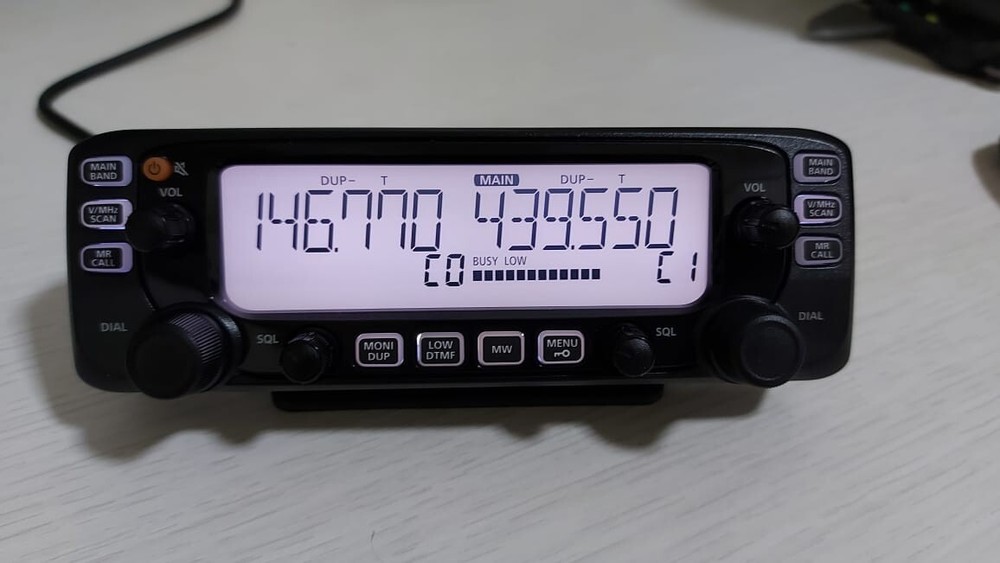 MAIN BAND
VOL
V/MHz SCAN
MR CALL
DIAL
SQL
DUP- T
MAIN
DUP- T
146.770
439.550
C0
BUSY LOW
C1
MONI DUP
LOW DTMF
MW
MENU
VOL
MAIN BAND
V/MHz SCAN
MR CALL
SQL
DIAL